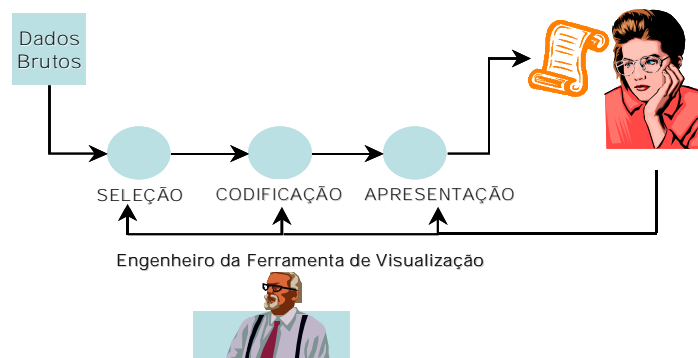 Dados
Brutos
SELEÇÃO
CODIFICAÇÃO
APRESENTAÇÃO
Engenheiro da Ferramenta de Visualização